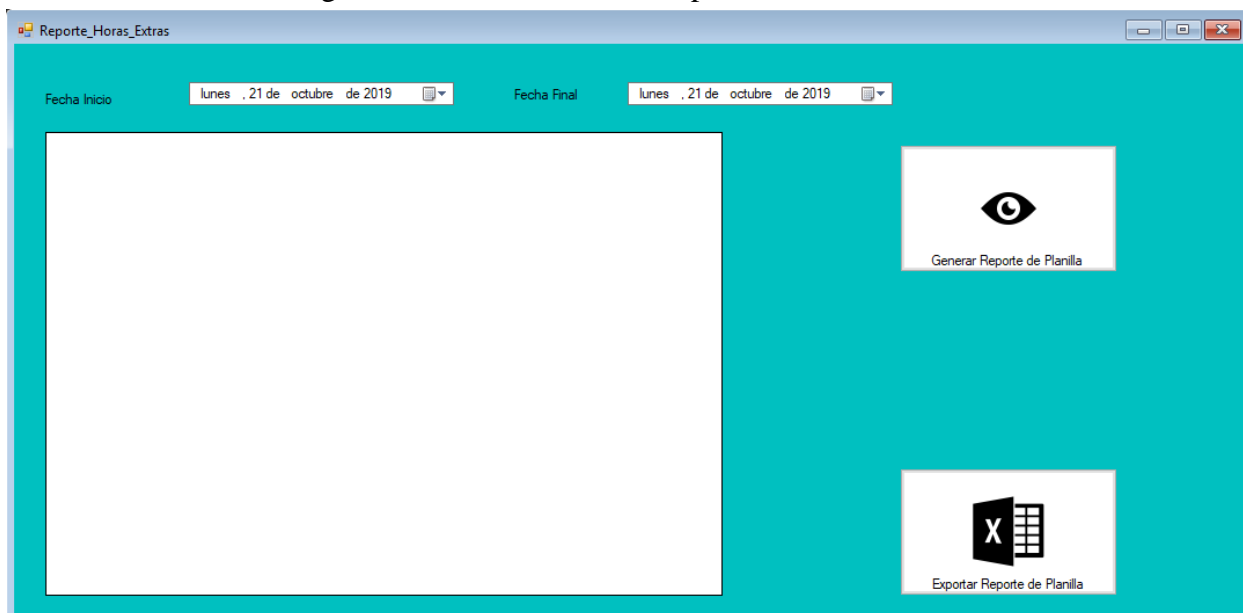 Reporte_Horas_Extras
Fecha Inicio
lunes , 21 de octubre de 2019
Fecha Final
lunes , 21 de octubre de 2019
Generar Reporte de Planilla
X
Exportar Reporte de Planilla